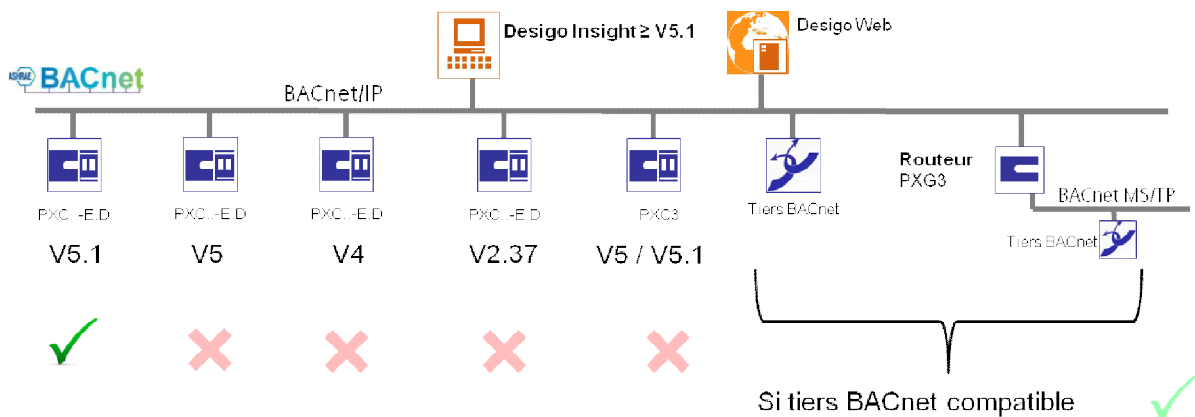 Desigo Insight ≥ V5.1
Desigo Web
ASHRAE BACnet
BACnet/IP
Routeur
PXG3
PXC..-E.D
PXC..-E.D
PXC..-E.D
PXC..-E.D
PXC3
Tiers BACnet
BACnet MS/TP
Tiers BACnet
V5.1
V5
V4
V2.37
V5 / V5.1
Si tiers BACnet compatible